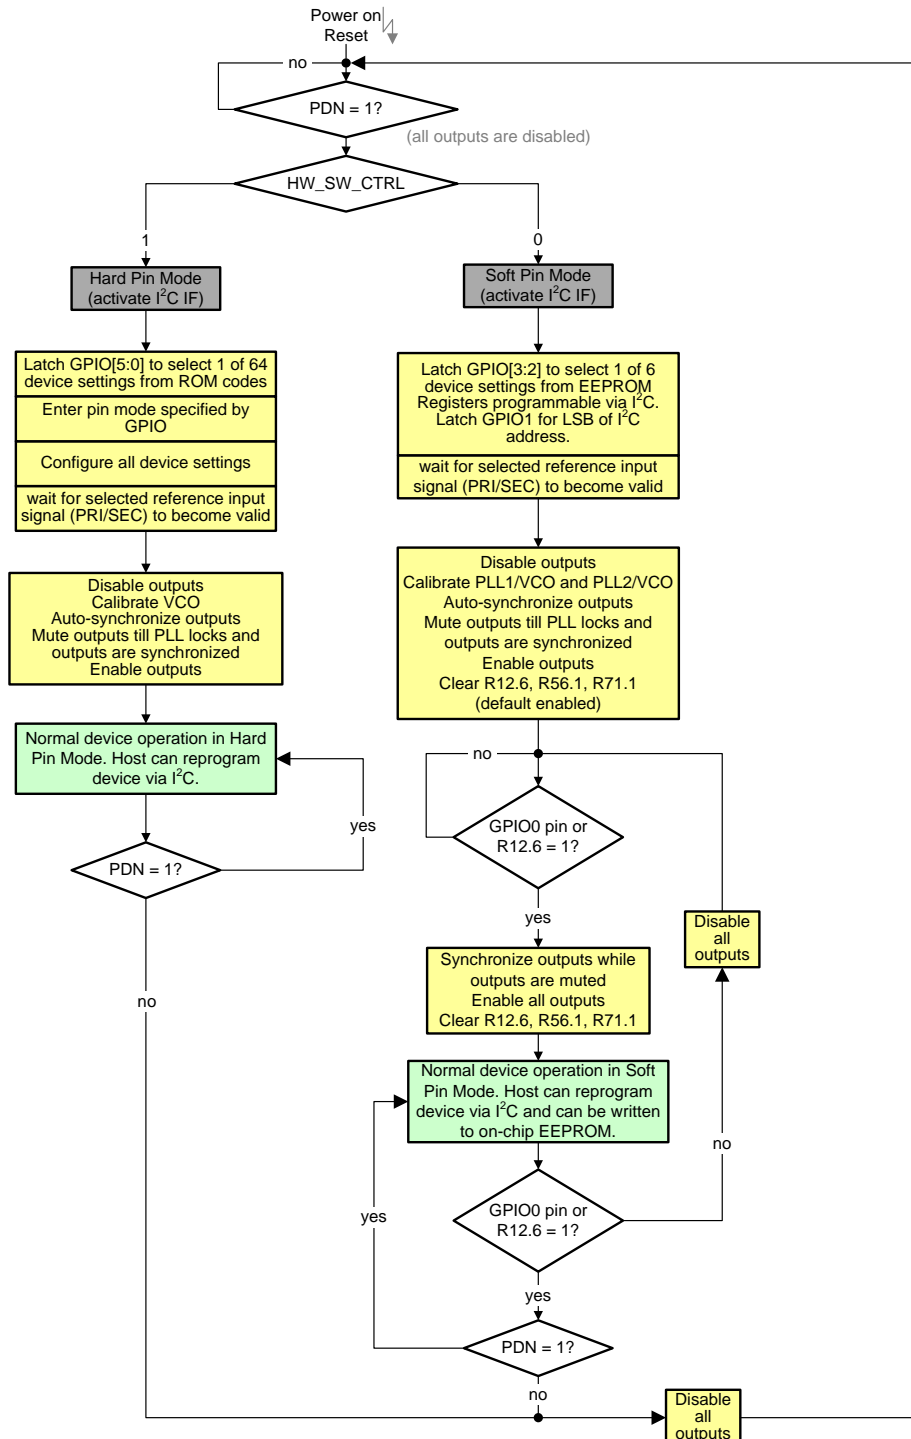 Power on
Reset
no
PDN = 1?
(all outputs are disabled)
HW_SW_CTRL
1
0
Hard Pin Mode
(activate I²C IF)
Soft Pin Mode
(activate I²C IF)
Latch GPIO[5:0] to select 1 of 64
device settings from ROM codes
Enter pin mode specified by
GPIO
Configure all device settings
wait for selected reference input
signal (PRI/SEC) to become valid
Latch GPIO[3:2] to select 1 of 6
device settings from EEPROM
Registers programmable via I²C.
Latch GPIO1 for LSB of I²C
address.
wait for selected reference input
signal (PRI/SEC) to become valid
Disable outputs
Calibrate VCO
Auto-synchronize outputs
Mute outputs till PLL locks and
outputs are synchronized
Enable outputs
Disable outputs
Calibrate PLL1/VCO and PLL2/VCO
Auto-synchronize outputs
Mute outputs till PLL locks and
outputs are synchronized
Enable outputs
Clear R12.6, R56.1, R71.1
(default enabled)
Normal device operation in Hard
Pin Mode. Host can reprogram
device via I²C.
yes
PDN = 1?
no
no
GPIO0 pin or
R12.6 = 1?
yes
Disable
all
outputs
Synchronize outputs while
outputs are muted
Enable all outputs
Clear R12.6, R56.1, R71.1
Normal device operation in Soft
Pin Mode. Host can reprogram
device via I²C and can be written
to on-chip EEPROM.
no
GPIO0 pin or
R12.6 = 1?
yes
yes
PDN = 1?
no
Disable
all
outputs